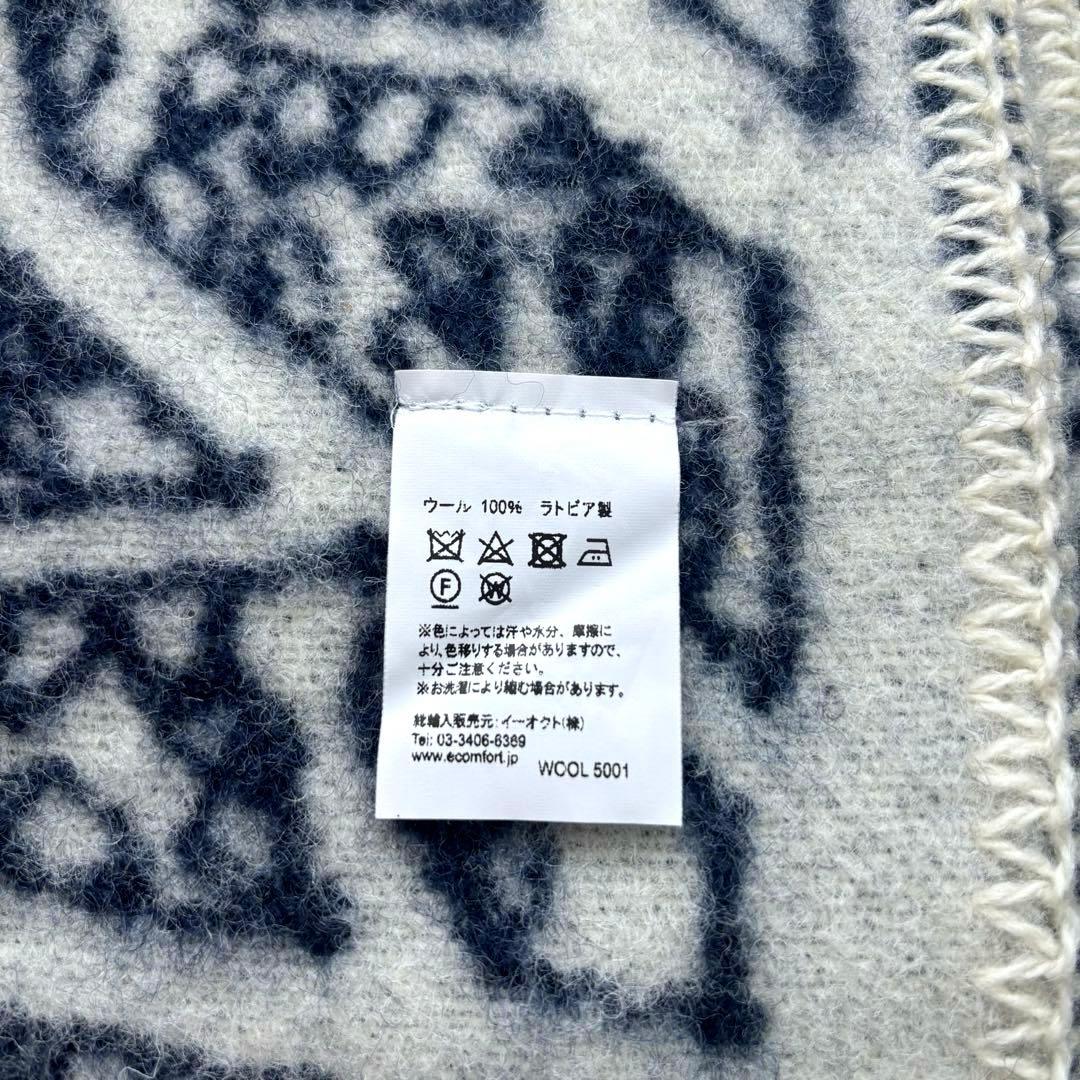 ウール 100% ラトビア製
F W
※色によっては汗や水分、摩擦に
より、色移りする場合がありますので、
十分ご注意ください。
※お洗濯により縮む場合があります。
総輸入販売元:イーオクト(株)
Tel: 03-3406-6369
www.ecomfort.jp
WOOL 5001